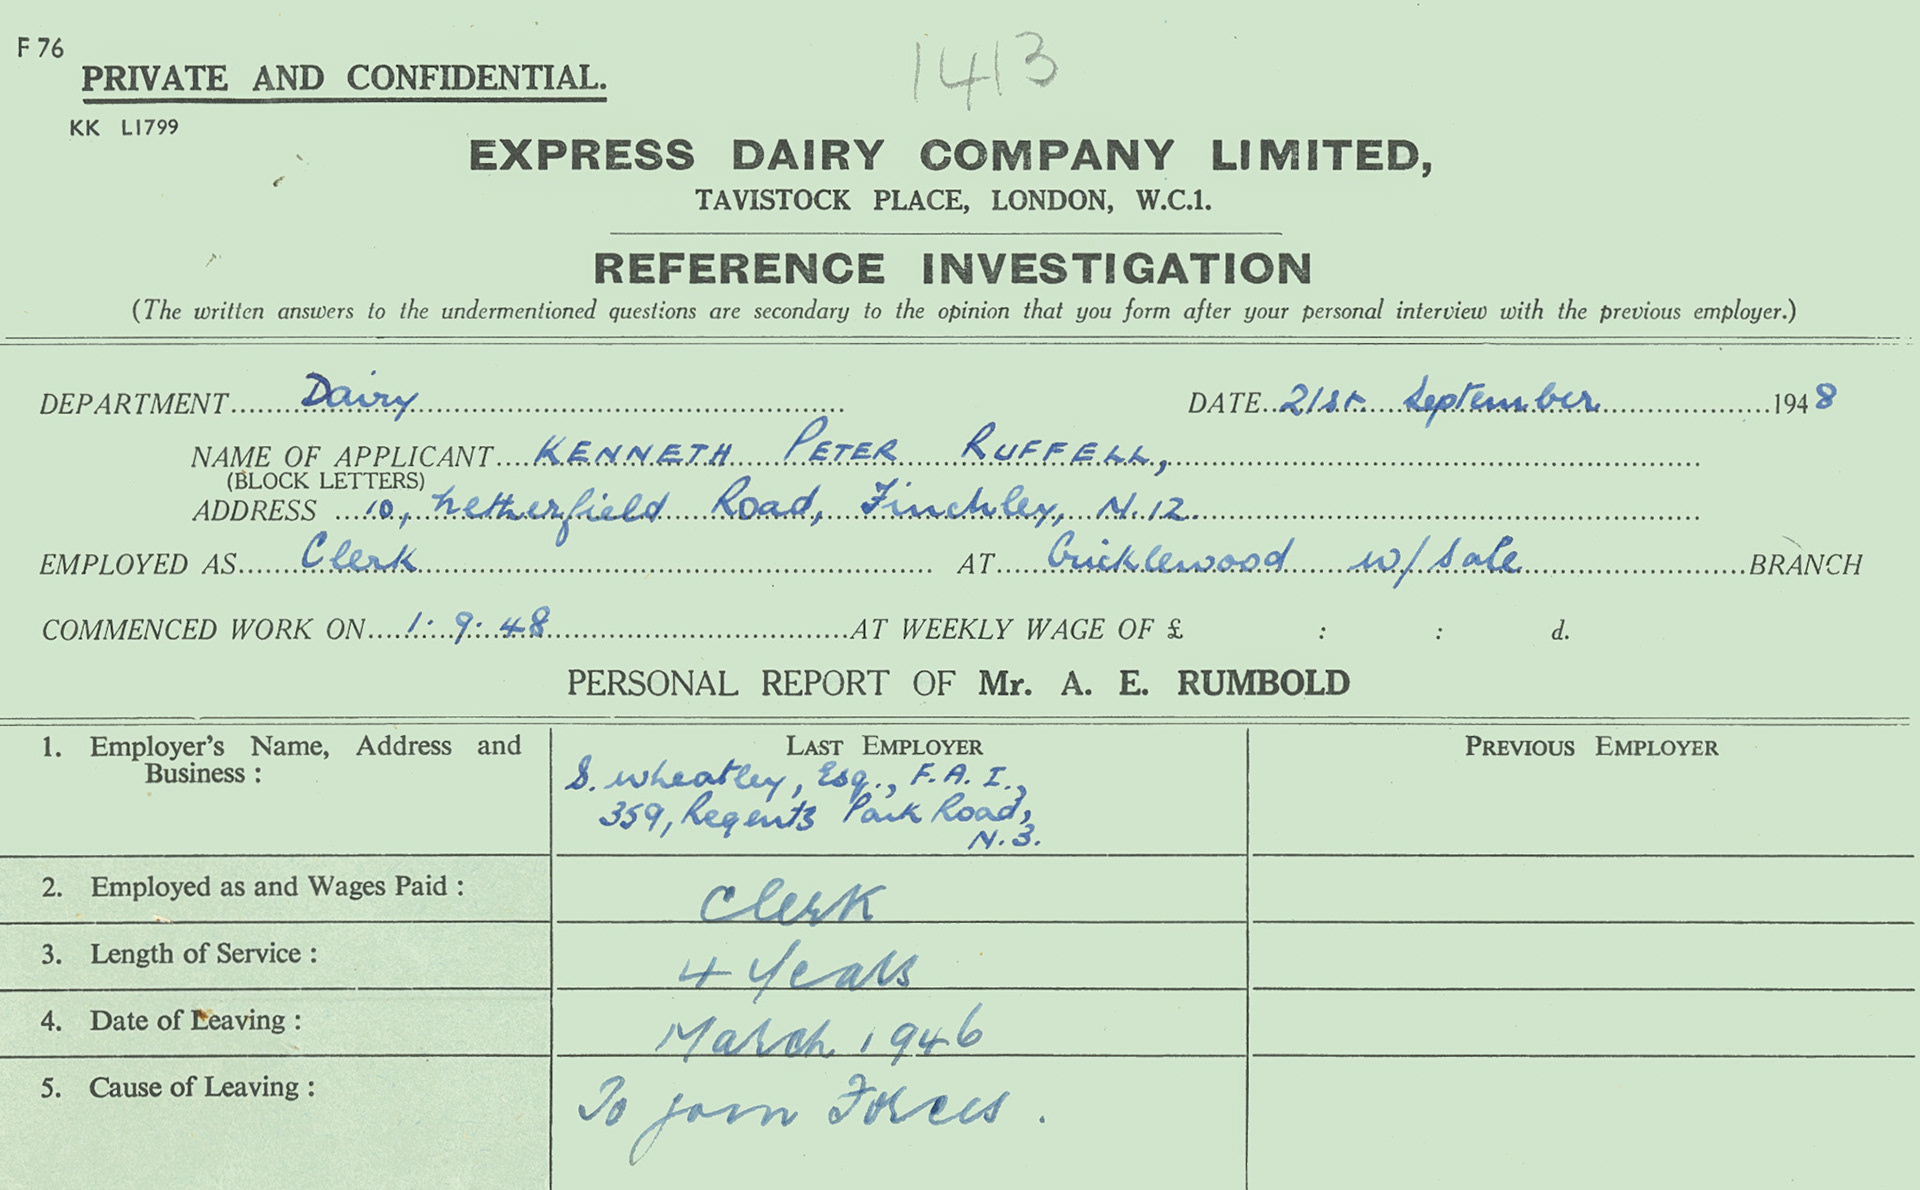 F 76
1413
PRIVATE AND CONFIDENTIAL.
KK L1799
EXPRESS DAIRY COMPANY LIMITED,
TAVISTOCK PLACE, LONDON, W.C.1.
REFERENCE INVESTIGATION
(The written answers to the undermentioned questions are secondary to the opinion that you form after your personal interview with the previous employer.)
DEPARTMENT Dairy DATE 21st September 1948
NAME OF APPLICANT KENNETH PETER RUFFELL,
(BLOCK LETTERS)
ADDRESS 10, Netherfield Road, Finchley, N.12.
EMPLOYED AS Clerk AT Cricklewood w/sale BRANCH
COMMENCED WORK ON 1.9.48 AT WEEKLY WAGE OF £ : : d.
PERSONAL REPORT OF Mr. A. E. RUMBOLD
LAST EMPLOYER PREVIOUS EMPLOYER
1. Employer's Name, Address and
Business :
S. Wheatley, Esq., F.A.I.,
359, Regents Park Road,
N.3.
2. Employed as and Wages Paid : Clerk
3. Length of Service : 4 Years
4. Date of Leaving : March 1946
5. Cause of Leaving : To join Forces.